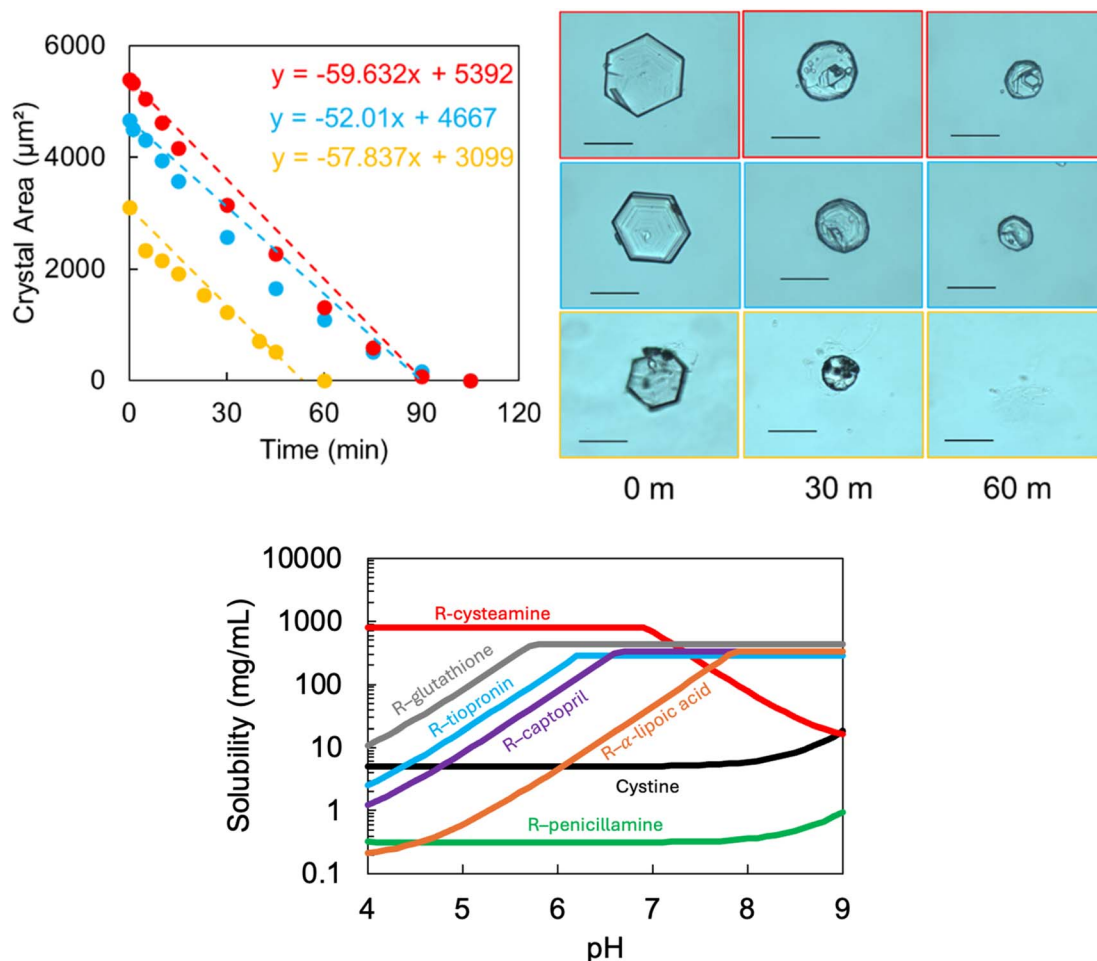 6000
4000
2000
0
Crystal Area (µm²)
y = -59.632x + 5392
y = -52.01x + 4667
y = -57.837x + 3099
0
30
60
90
120
Time (min)
0 m
30 m
60 m
10000
1000
100
10
1
0.1
Solubility (mg/mL)
R-cysteamine
R–glutathione
R–tiopronin
R–captopril
R–α-lipoic acid
Cystine
R–penicillamine
4
5
6
7
8
9
pH